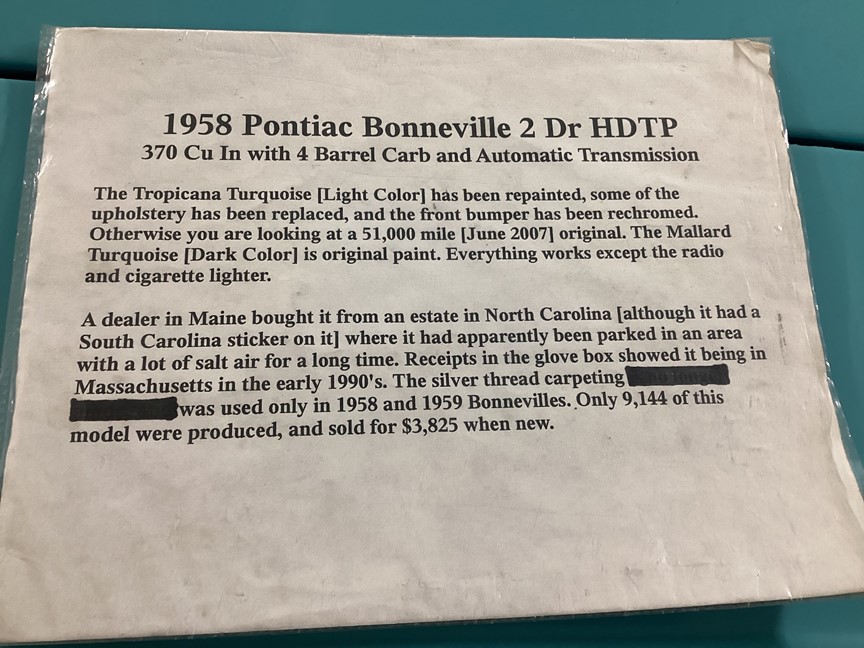 1958 Pontiac Bonneville 2 Dr HDTP
370 Cu In with 4 Barrel Carb and Automatic Transmission
The Tropicana Turquoise [Light Color] has been repainted, some of the
upholstery has been replaced, and the front bumper has been rechromed.
Otherwise you are looking at a 51,000 mile [June 2007] original. The Mallard
Turquoise [Dark Color] is original paint. Everything works except the radio
and cigarette lighter.
A dealer in Maine bought it from an estate in North Carolina [although it had a
South Carolina sticker on it] where it had apparently been parked in an area
with a lot of salt air for a long time. Receipts in the glove box showed it being in
Massachusetts in the early 1990's. The silver thread carpeting
was used only in 1958 and 1959 Bonnevilles. Only 9,144 of this
model were produced, and sold for $3,825 when new.